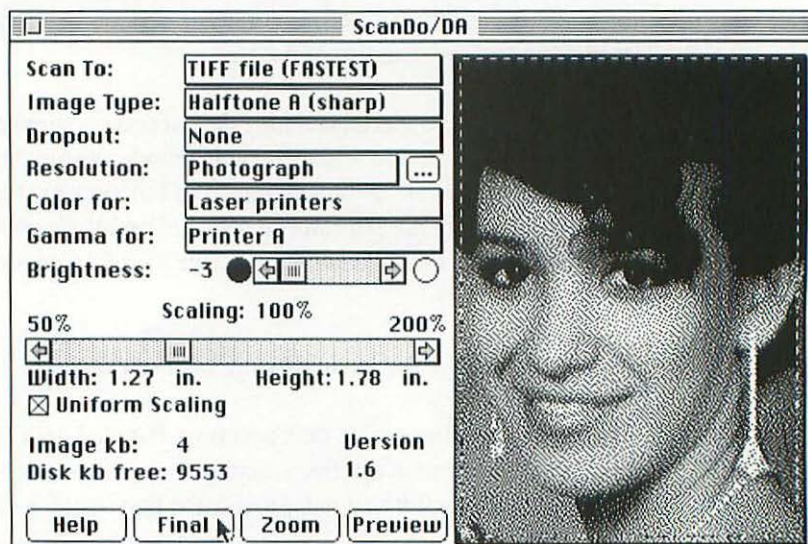 ScanDo/DA
Scan To: TIFF file (FASTEST)
Image Type: Halftone A (sharp)
Dropout: None
Resolution: Photograph ...
Color for: Laser printers
Gamma for: Printer A
Brightness: -3
Scaling: 100%
50% 200%
Width: 1.27 in. Height: 1.78 in.
Uniform Scaling
Image kb: 4 Version
Disk kb free: 9553 1.6
Help Final Zoom Preview